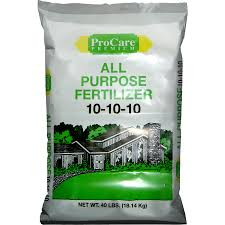 ProCare
PREMIUM
ALL
PURPOSE
FERTILIZER
10-10-10
NET WT. 40 LBS. (18.14 Kg)